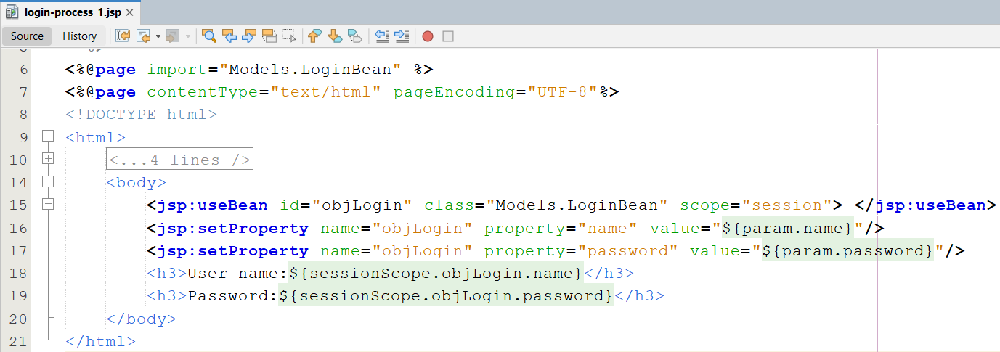 login-process_1.jsp
Source History
6 <%@page import="Models.LoginBean" %>
7 <%@page contentType="text/html" pageEncoding="UTF-8"%>
8 <!DOCTYPE html>
9 <html>
10 <...4 lines />
14 <body>
15 <jsp:useBean id="objLogin" class="Models.LoginBean" scope="session"> </jsp:useBean>
16 <jsp:setProperty name="objLogin" property="name" value="${param.name}"/>
17 <jsp:setProperty name="objLogin" property="password" value="${param.password}"/>
18 <h3>User name:${sessionScope.objLogin.name}</h3>
19 <h3>Password:${sessionScope.objLogin.password}</h3>
20 </body>
21 </html>